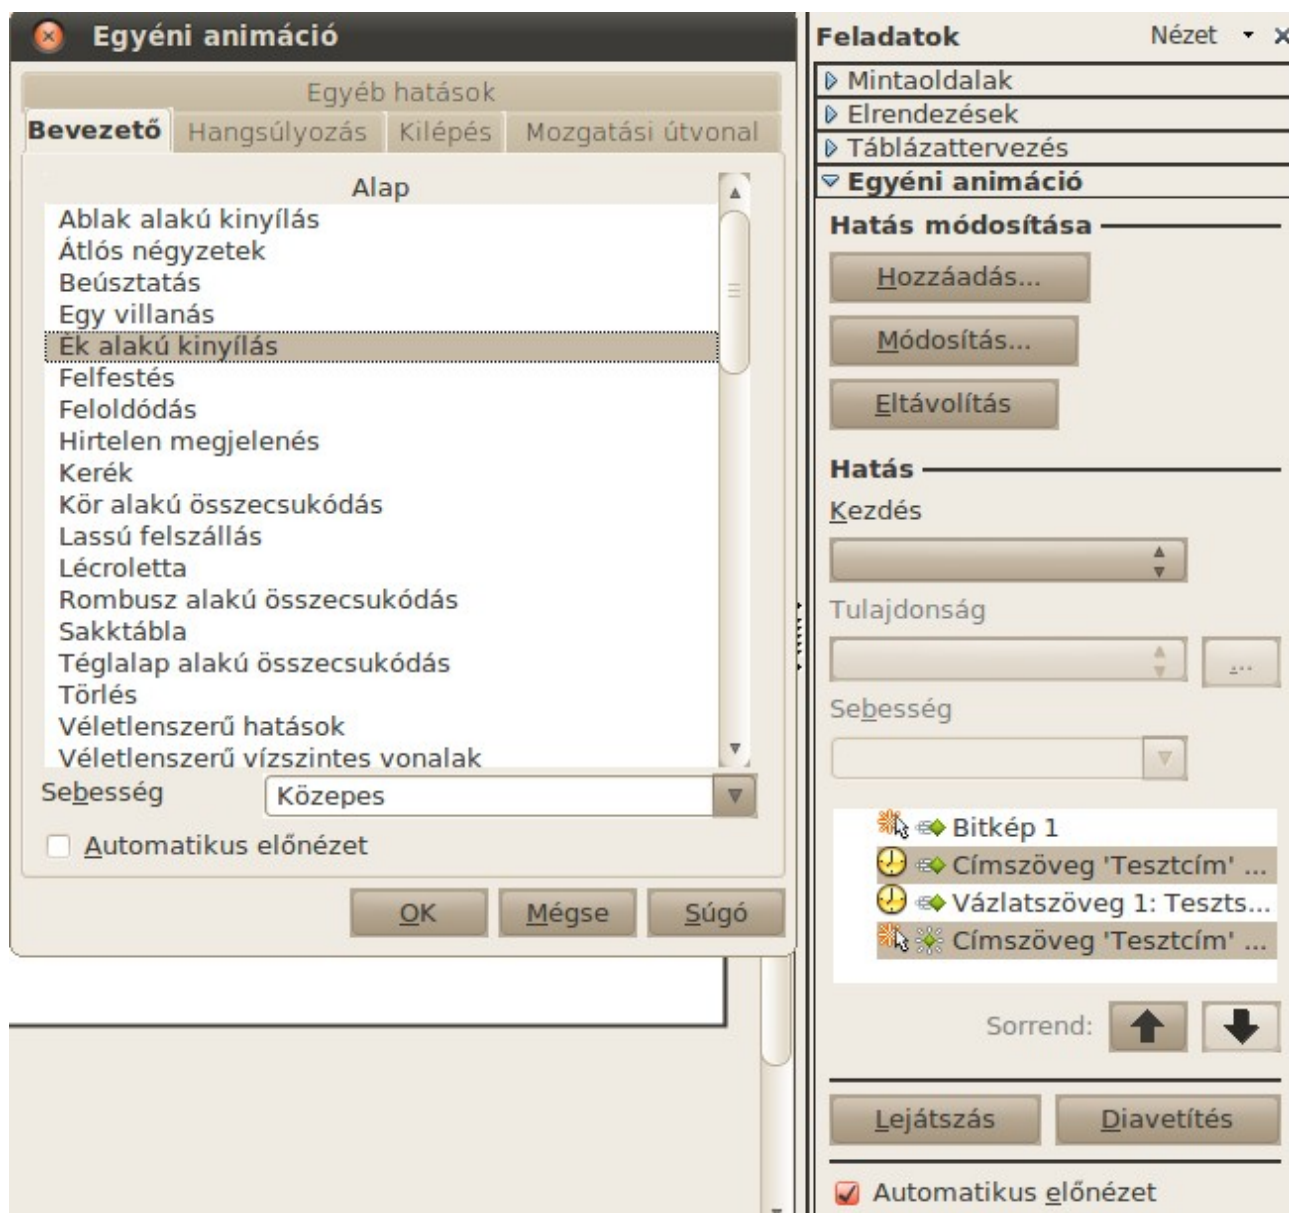 Egyéni animáció
Egyéb hatások
Bevezető Hangsúlyozás Kilépés Mozgatási útvonal
Alap
Ablak alakú kinyílás
Átlós négyzetek
Beúsztatás
Egy villanás
Ék alakú kinyílás
Felfestés
Feloldódás
Hirtelen megjelenés
Kerék
Kör alakú összecsukódás
Lassú felszállás
Lécroletta
Rombusz alakú összecsukódás
Sakktábla
Téglalap alakú összecsukódás
Törlés
Véletlenszerű hatások
Véletlenszerű vízszintes vonalak
Sebesség Közepes
Automatikus előnézet
OK Mégse Súgó
Feladatok Nézet
Mintaoldalak
Elrendezések
Táblázattervezés
Egyéni animáció
Hatás módosítása
Hozzáadás...
Módosítás...
Eltávolítás
Hatás
Kezdés
Tulajdonság
...
Sebesség
Bitkép 1
Címszöveg 'Tesztcím' ...
Vázlatszöveg 1: Teszts...
Címszöveg 'Tesztcím' ...
Sorrend:
Lejátszás Diavetítés
Automatikus előnézet